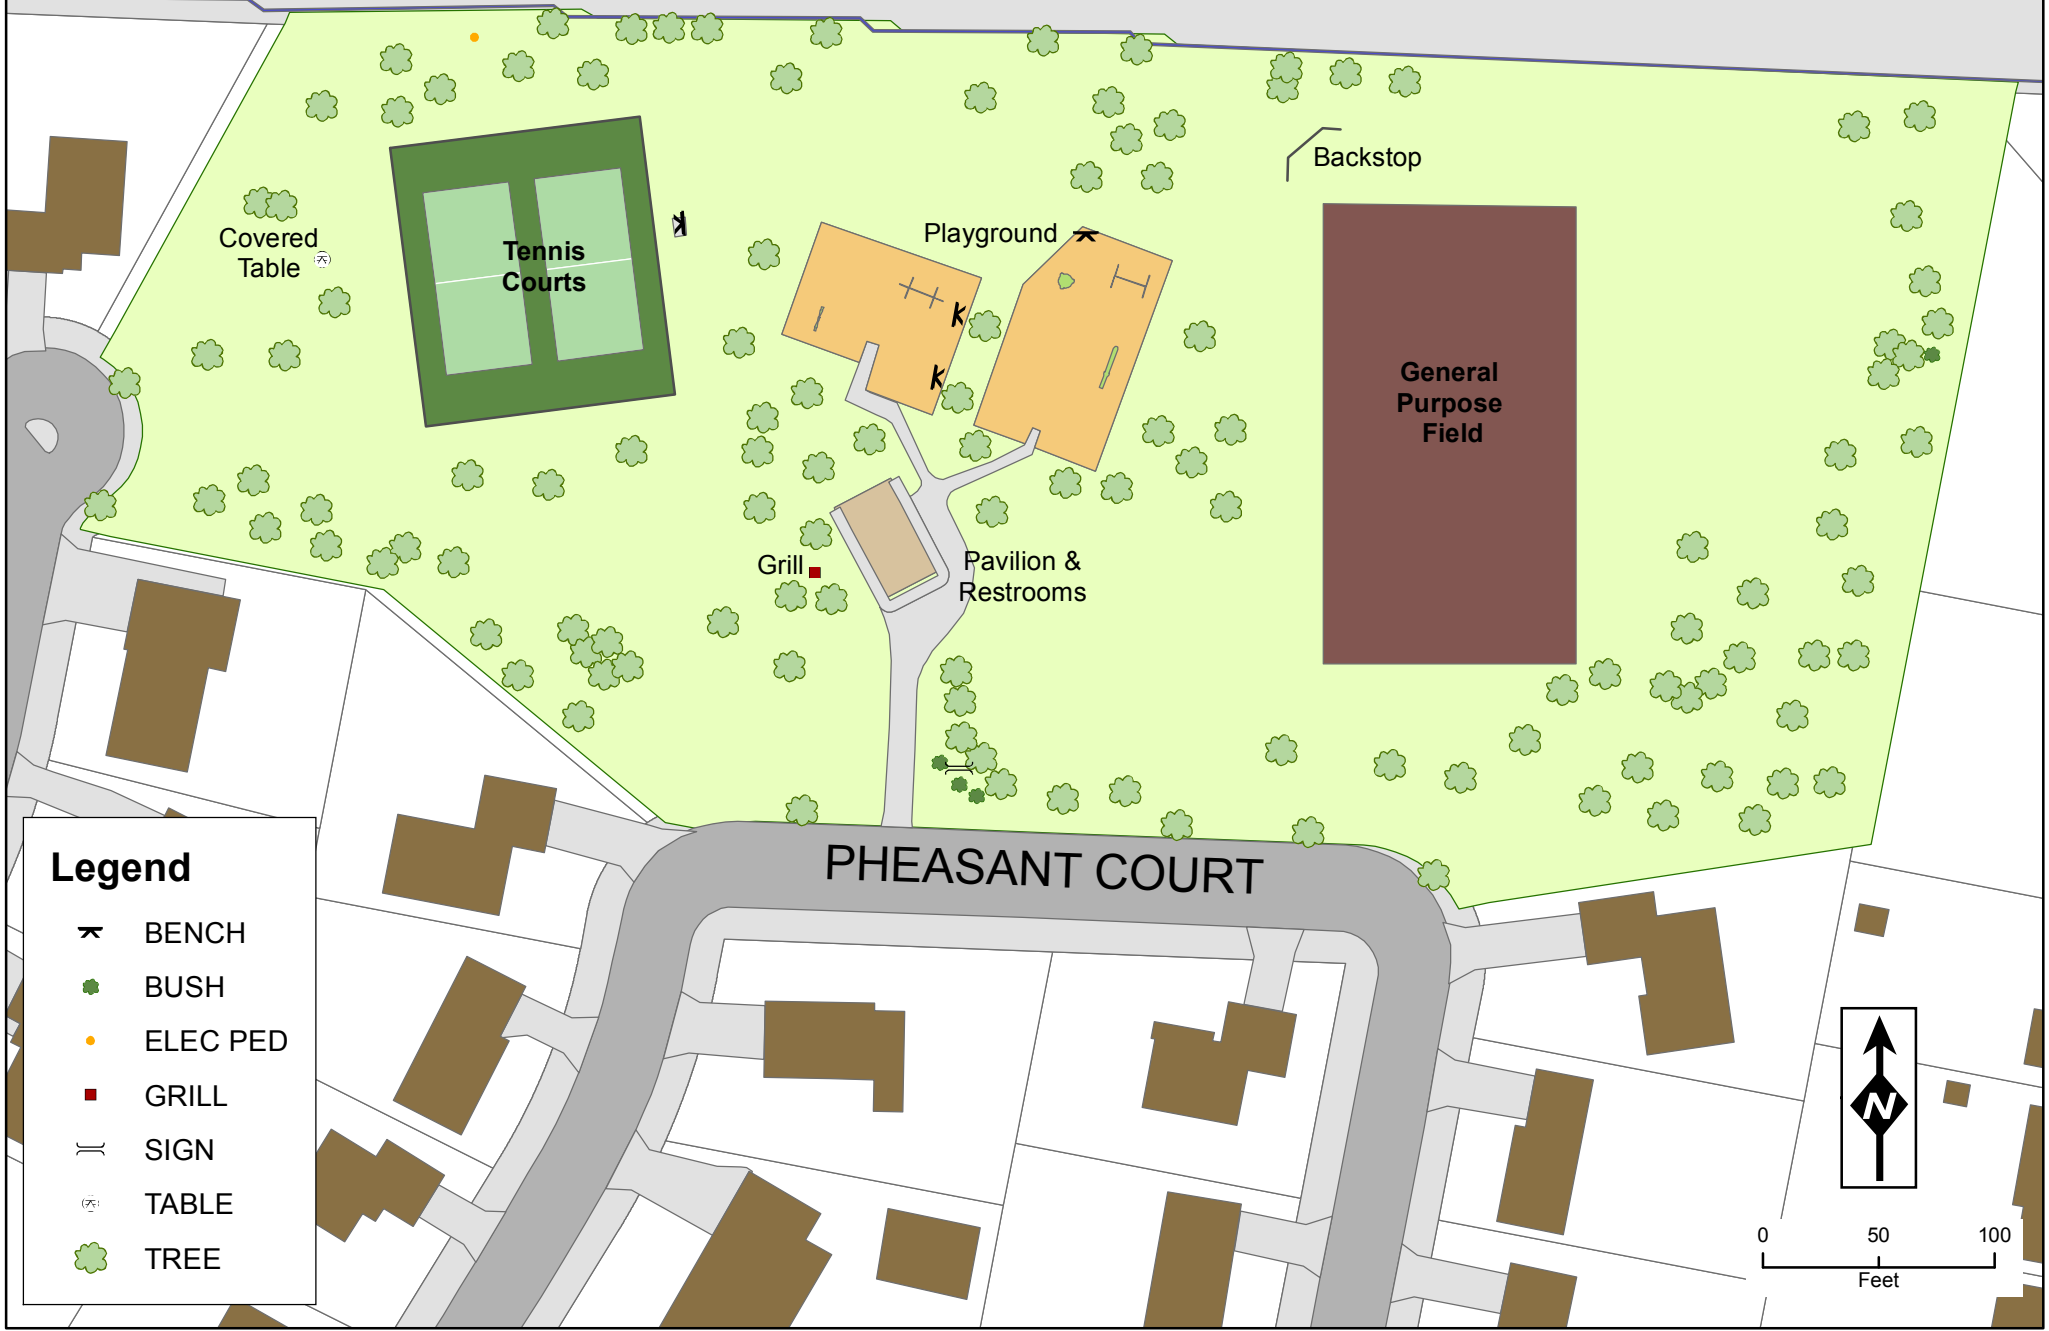 Backstop
Playground
Covered
Table
Tennis
Courts
General
Purpose
Field
Grill
Pavilion &
Restrooms
PHEASANT COURT
Legend
BENCH
BUSH
ELEC PED
GRILL
SIGN
TABLE
TREE
N
0 50 100
Feet